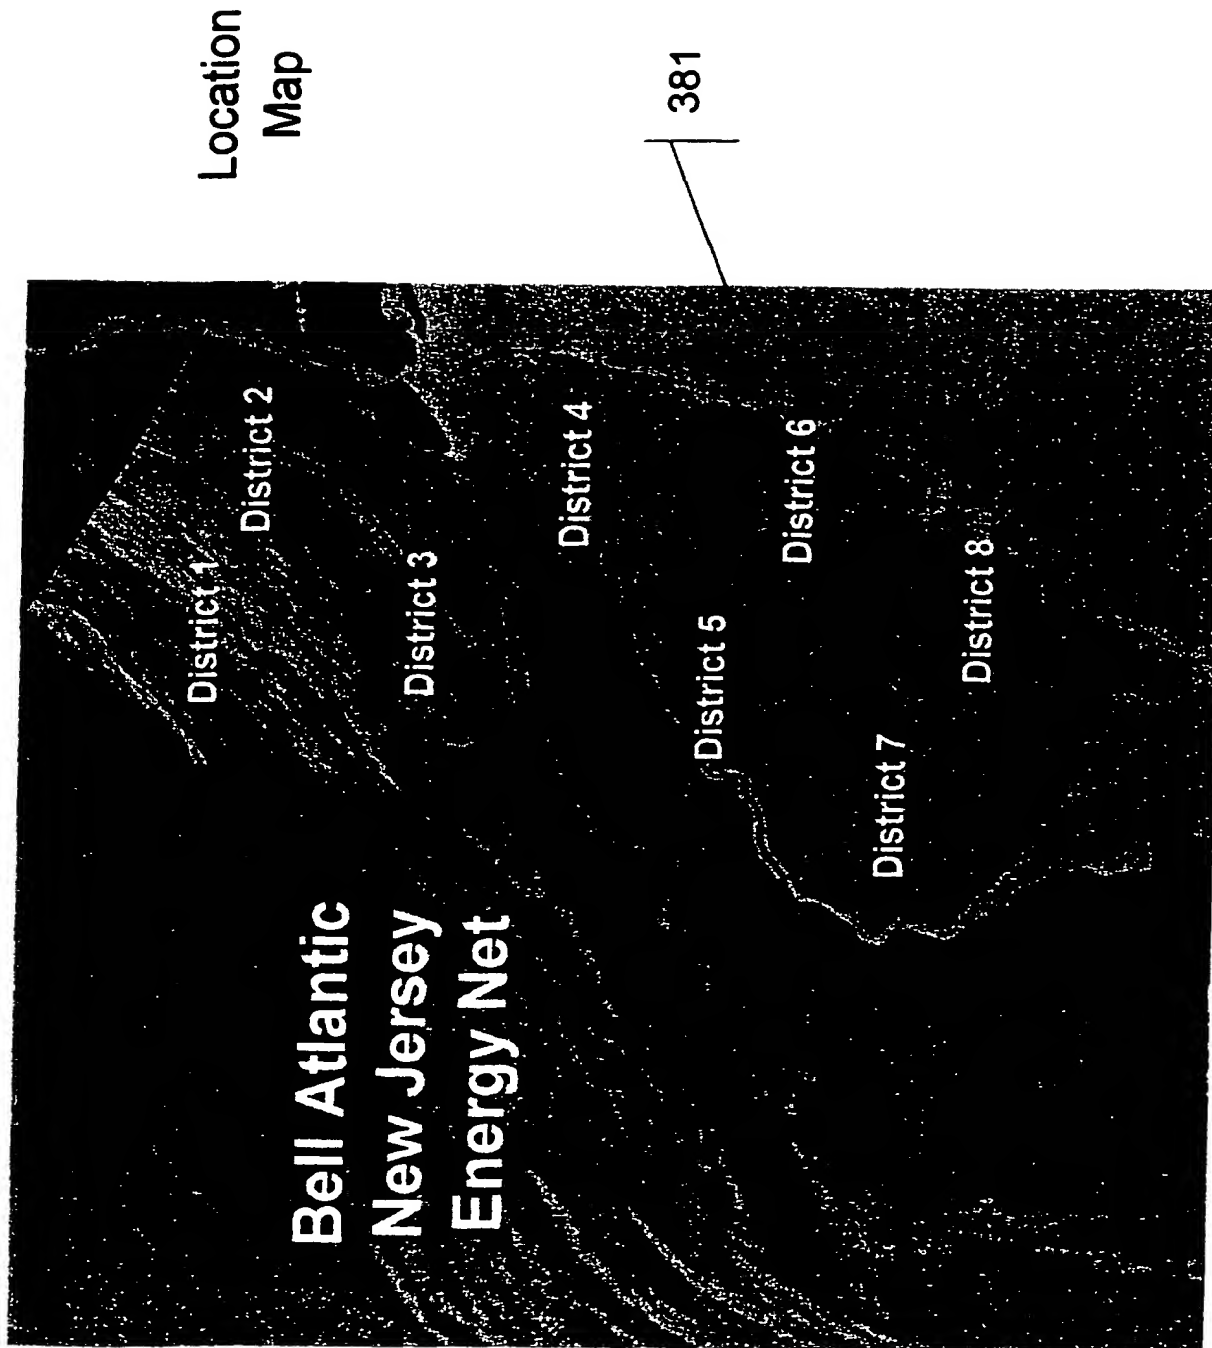 Location
Map
381
Bell Atlantic
New Jersey
Energy Net
District 1
District 2
District 3
District 4
District 5
District 6
District 7
District 8